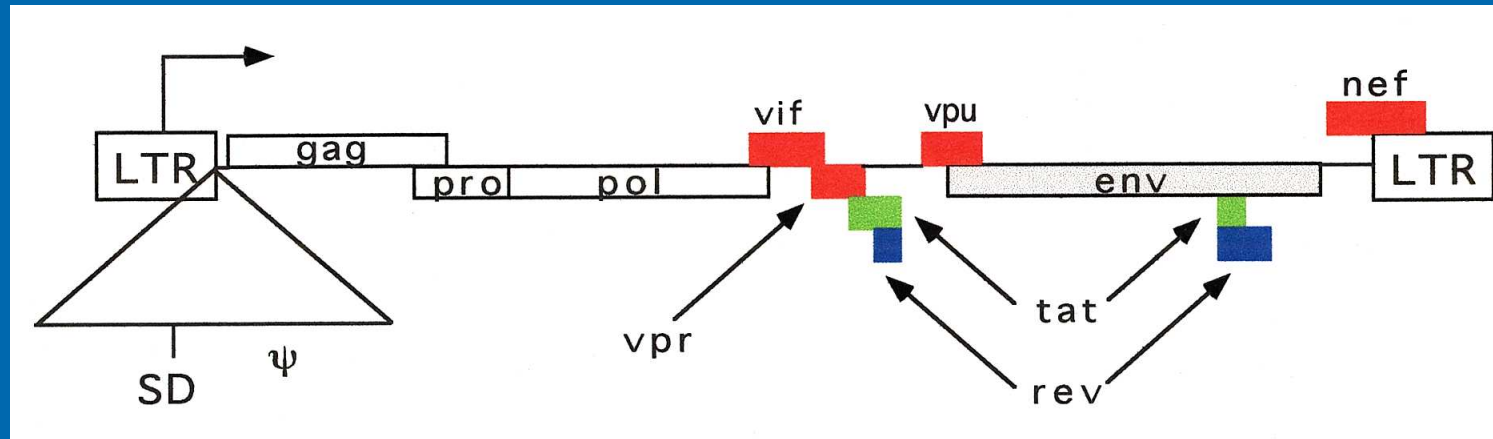 nef
vif
vpu
gag
LTR
pro
pol
env
LTR
tat
vpr
ψ
SD
rev